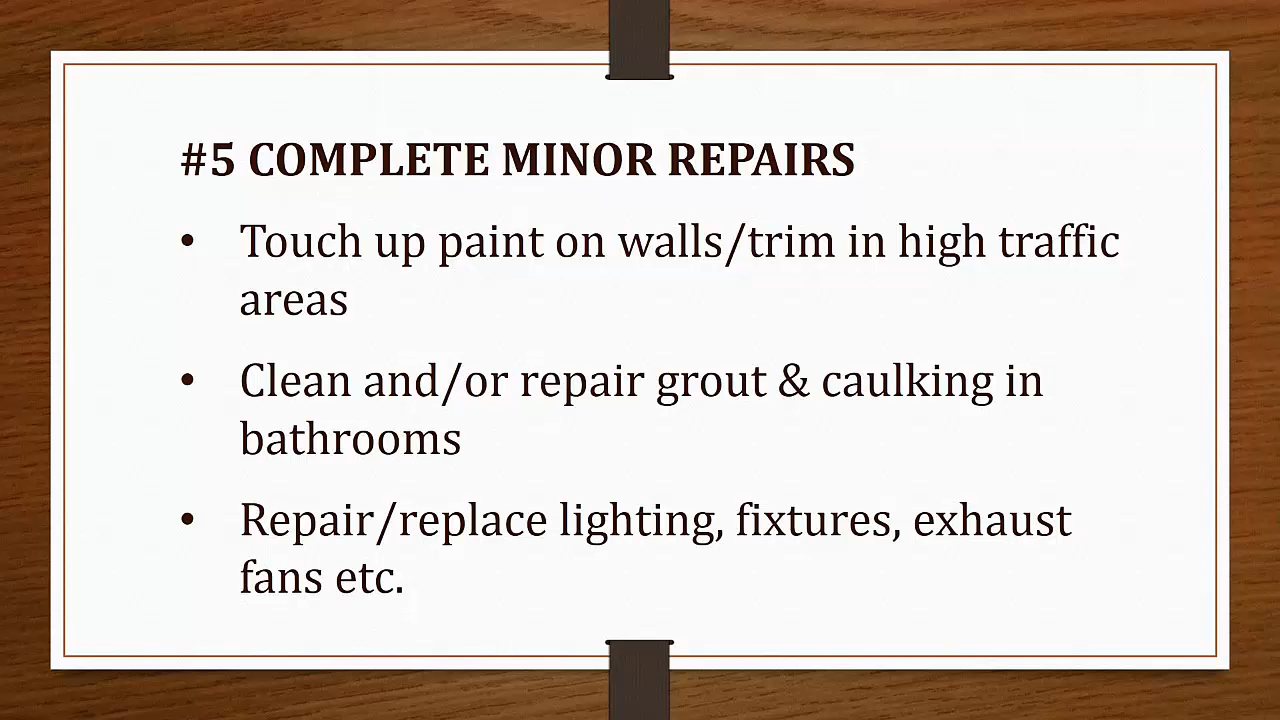 #5 COMPLETE MINOR REPAIRS
• Touch up paint on walls/trim in high traffic
areas
• Clean and/or repair grout & caulking in
bathrooms
• Repair/replace lighting, fixtures, exhaust
fans etc.